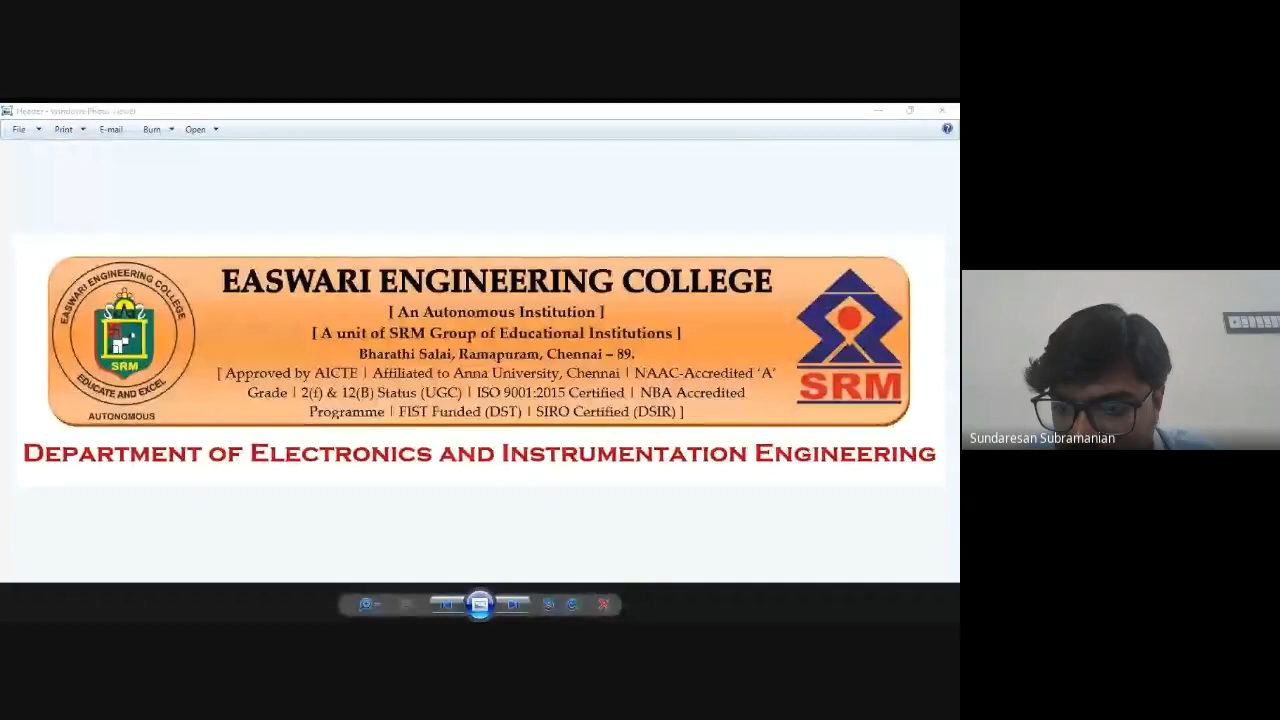 File Print E-mail Burn Open
EASWARI ENGINEERING COLLEGE
EASWARI ENGINEERING COLLEGE
[ An Autonomous Institution ]
[ A unit of SRM Group of Educational Institutions ]
Bharathi Salai, Ramapuram, Chennai – 89.
[ Approved by AICTE | Affiliated to Anna University, Chennai | NAAC-Accredited ‘A’
Grade | 2(f) & 12(B) Status (UGC) | ISO 9001:2015 Certified | NBA Accredited
Programme | FIST Funded (DST) | SIRO Certified (DSIR) ]
SRM
EDUCATE AND EXCEL
AUTONOMOUS
SRM
DEPARTMENT OF ELECTRONICS AND INSTRUMENTATION ENGINEERING
Sundaresan Subramanian